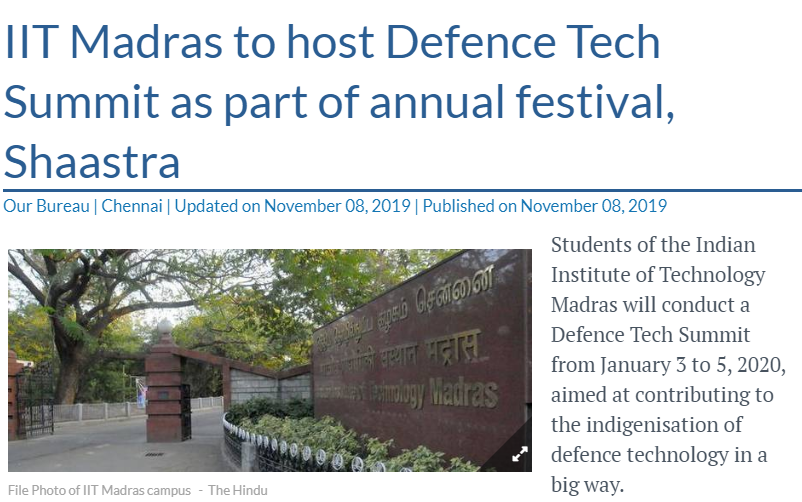 IIT Madras to host Defence Tech
Summit as part of annual festival,
Shaastra
Our Bureau | Chennai | Updated on November 08, 2019 | Published on November 08, 2019
சென்னை
संस्थान मद्रास
Technology Madras
File Photo of IIT Madras campus - The Hindu
Students of the Indian
Institute of Technology
Madras will conduct a
Defence Tech Summit
from January 3 to 5, 2020,
aimed at contributing to
the indigenisation of
defence technology in a
big way.